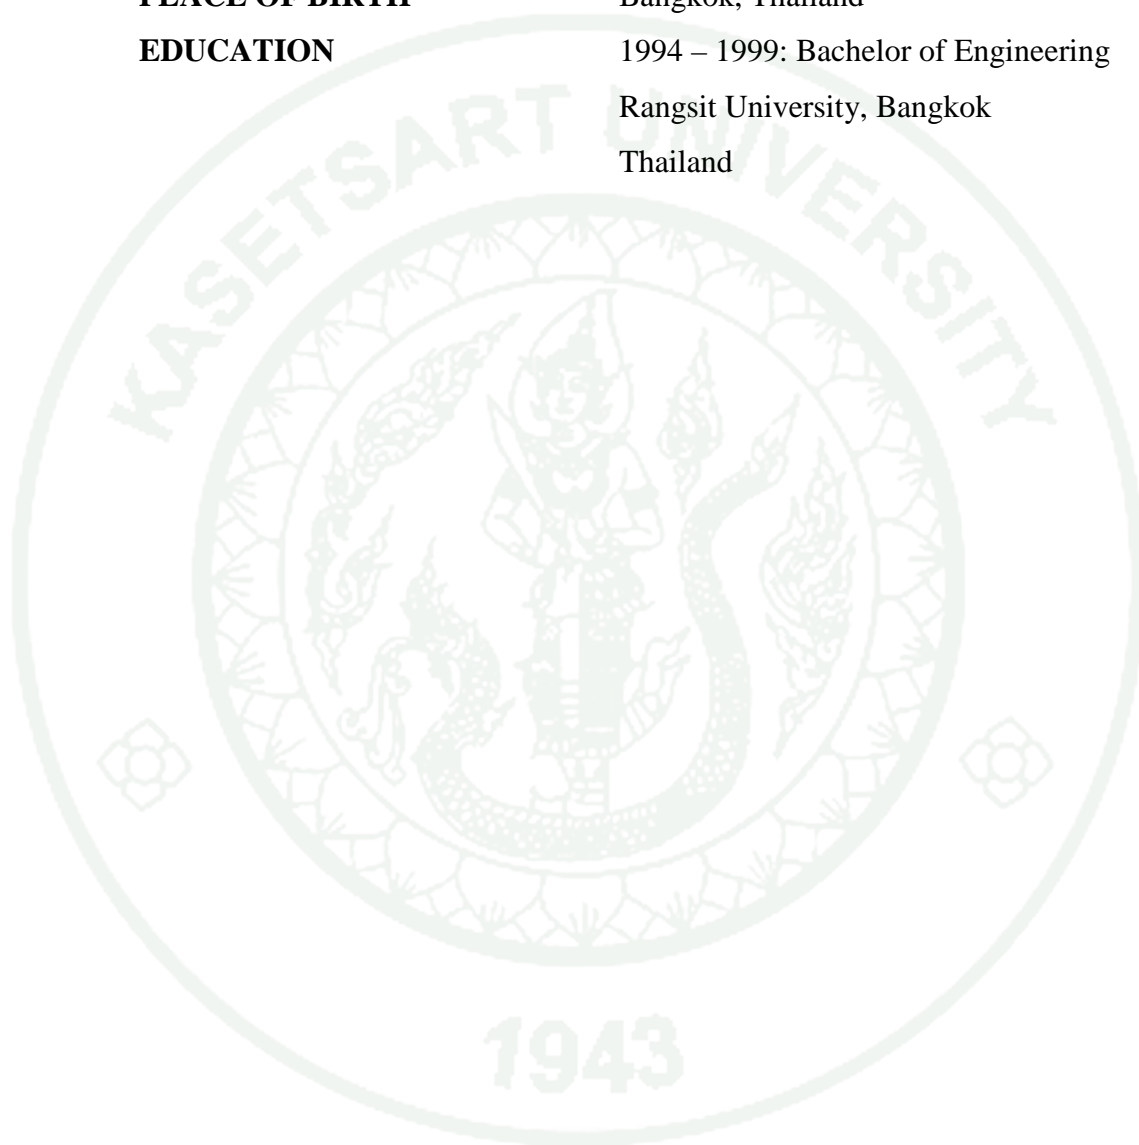 PLACE OF BIRTH Bangkok, Thailand
EDUCATION 1994 – 1999: Bachelor of Engineering
Rangsit University, Bangkok
Thailand
KASETSART UNIVERSITY
1943